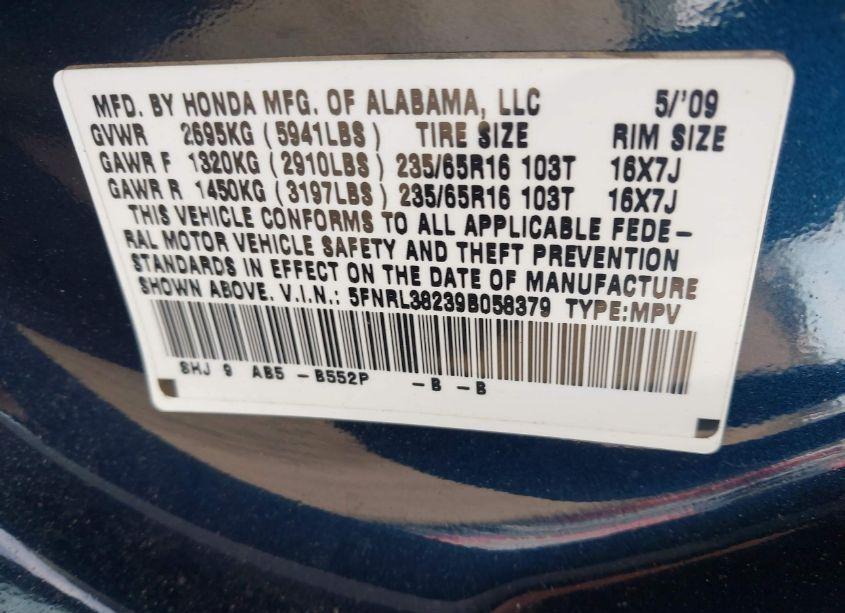 MFD. BY HONDA MFG. OF ALABAMA, LLC 5/'09
GVWR 2695KG (5941LBS) TIRE SIZE RIM SIZE
GAWR F 1320KG (2910LBS) 235/65R16 103T 16X7J
GAWR R 1450KG (3197LBS) 235/65R16 103T 16X7J
THIS VEHICLE CONFORMS TO ALL APPLICABLE FEDE-
RAL MOTOR VEHICLE SAFETY AND THEFT PREVENTION
STANDARDS IN EFFECT ON THE DATE OF MANUFACTURE
SHOWN ABOVE. V.I.N.: 5FNRL38239B058379 TYPE:MPV
SHJ 9 AB5 -B552P -B -B